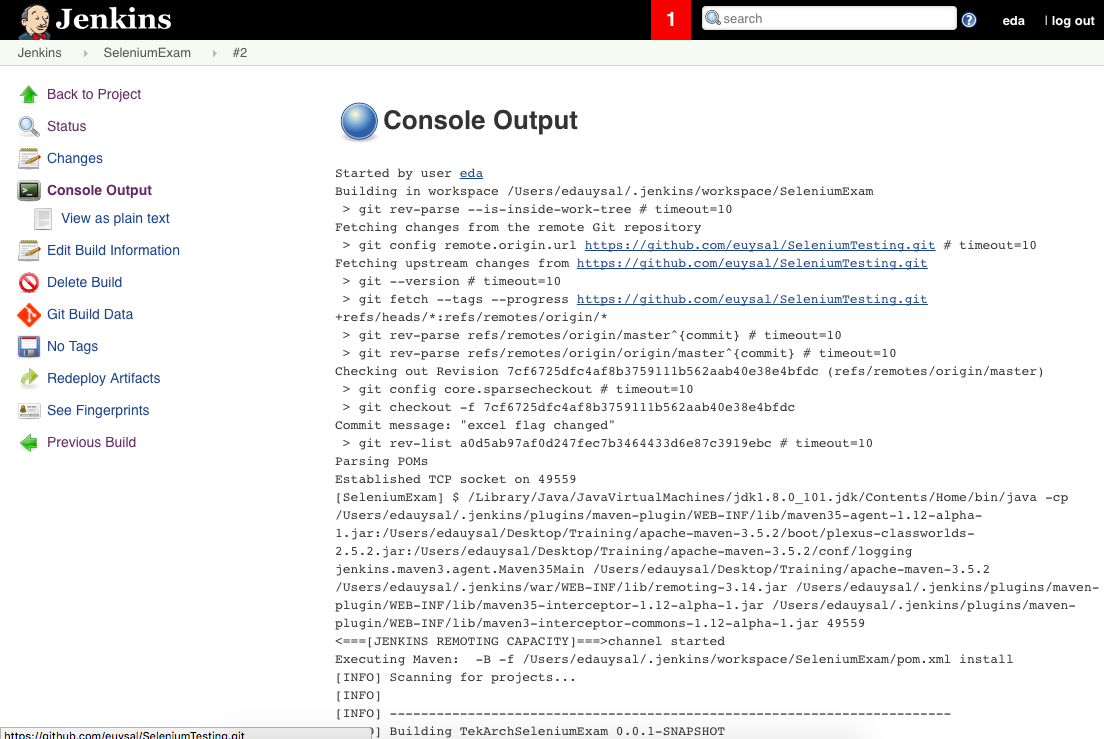 Jenkins
1
search
?
eda
| log out
Jenkins
SeleniumExam
#2
Back to Project
Status
Changes
Console Output
View as plain text
Edit Build Information
Delete Build
Git Build Data
No Tags
Redeploy Artifacts
See Fingerprints
Previous Build
Console Output
Started by user eda
Building in workspace /Users/edauysal/.jenkins/workspace/SeleniumExam
> git rev-parse --is-inside-work-tree # timeout=10
Fetching changes from the remote Git repository
> git config remote.origin.url https://github.com/euysal/SeleniumTesting.git # timeout=10
Fetching upstream changes from https://github.com/euysal/SeleniumTesting.git
> git --version # timeout=10
> git fetch --tags --progress https://github.com/euysal/SeleniumTesting.git
+refs/heads/*:refs/remotes/origin/*
> git rev-parse refs/remotes/origin/master^{commit} # timeout=10
> git rev-parse refs/remotes/origin/origin/master^{commit} # timeout=10
Checking out Revision 7cf6725dfc4af8b3759111b562aab40e38e4bfdc (refs/remotes/origin/master)
> git config core.sparsecheckout # timeout=10
> git checkout -f 7cf6725dfc4af8b3759111b562aab40e38e4bfdc
Commit message: "excel flag changed"
> git rev-list a0d5ab97af0d247fec7b3464433d6e87c3919ebc # timeout=10
Parsing POMs
Established TCP socket on 49559
[SeleniumExam] $ /Library/Java/JavaVirtualMachines/jdk1.8.0_101.jdk/Contents/Home/bin/java -cp
/Users/edauysal/.jenkins/plugins/maven-plugin/WEB-INF/lib/maven35-agent-1.12-alpha-
1.jar:/Users/edauysal/Desktop/Training/apache-maven-3.5.2/boot/plexus-classworlds-
2.5.2.jar:/Users/edauysal/Desktop/Training/apache-maven-3.5.2/conf/logging
jenkins.maven3.agent.Maven35Main /Users/edauysal/Desktop/Training/apache-maven-3.5.2
/Users/edauysal/.jenkins/war/WEB-INF/lib/remoting-3.14.jar /Users/edauysal/.jenkins/plugins/maven-
plugin/WEB-INF/lib/maven35-interceptor-1.12-alpha-1.jar /Users/edauysal/.jenkins/plugins/maven-
plugin/WEB-INF/lib/maven3-interceptor-commons-1.12-alpha-1.jar 49559
<===[JENKINS REMOTING CAPACITY]===>channel started
Executing Maven:  -B -f /Users/edauysal/.jenkins/workspace/SeleniumExam/pom.xml install
[INFO] Scanning for projects...
[INFO]
[INFO] ------------------------------------------------------------------------
] Building TekArchSeleniumExam 0.0.1-SNAPSHOT
https://github.com/euysal/SeleniumTesting.git